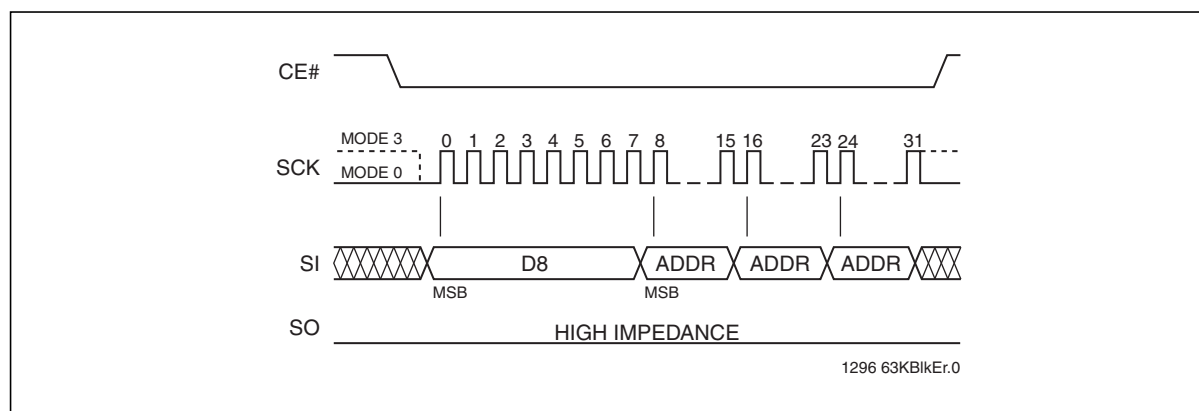 CE#
MODE 3
0 1 2 3 4 5 6 7 8 15 16 23 24 31
SCK
MODE 0
SI D8 ADDR ADDR ADDR
MSB MSB
SO HIGH IMPEDANCE
1296 63KBlkEr.0